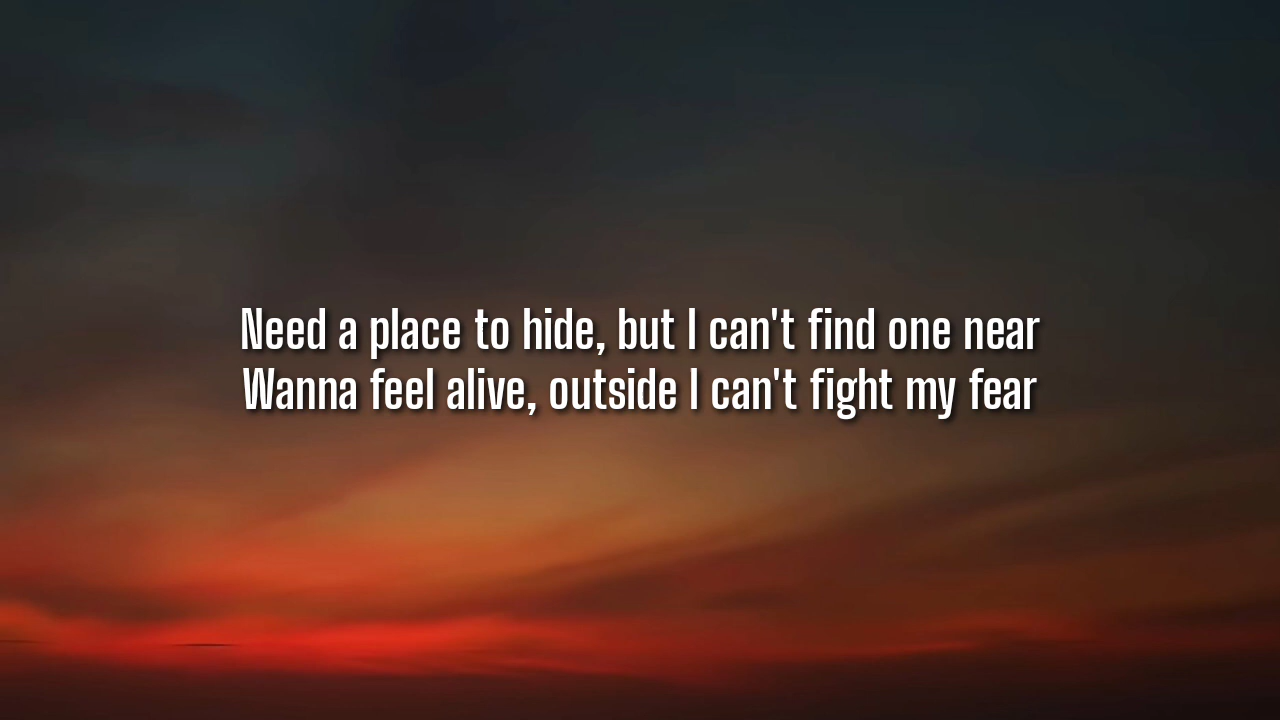 Need a place to hide, but I can't find one near
Wanna feel alive, outside I can't fight my fear